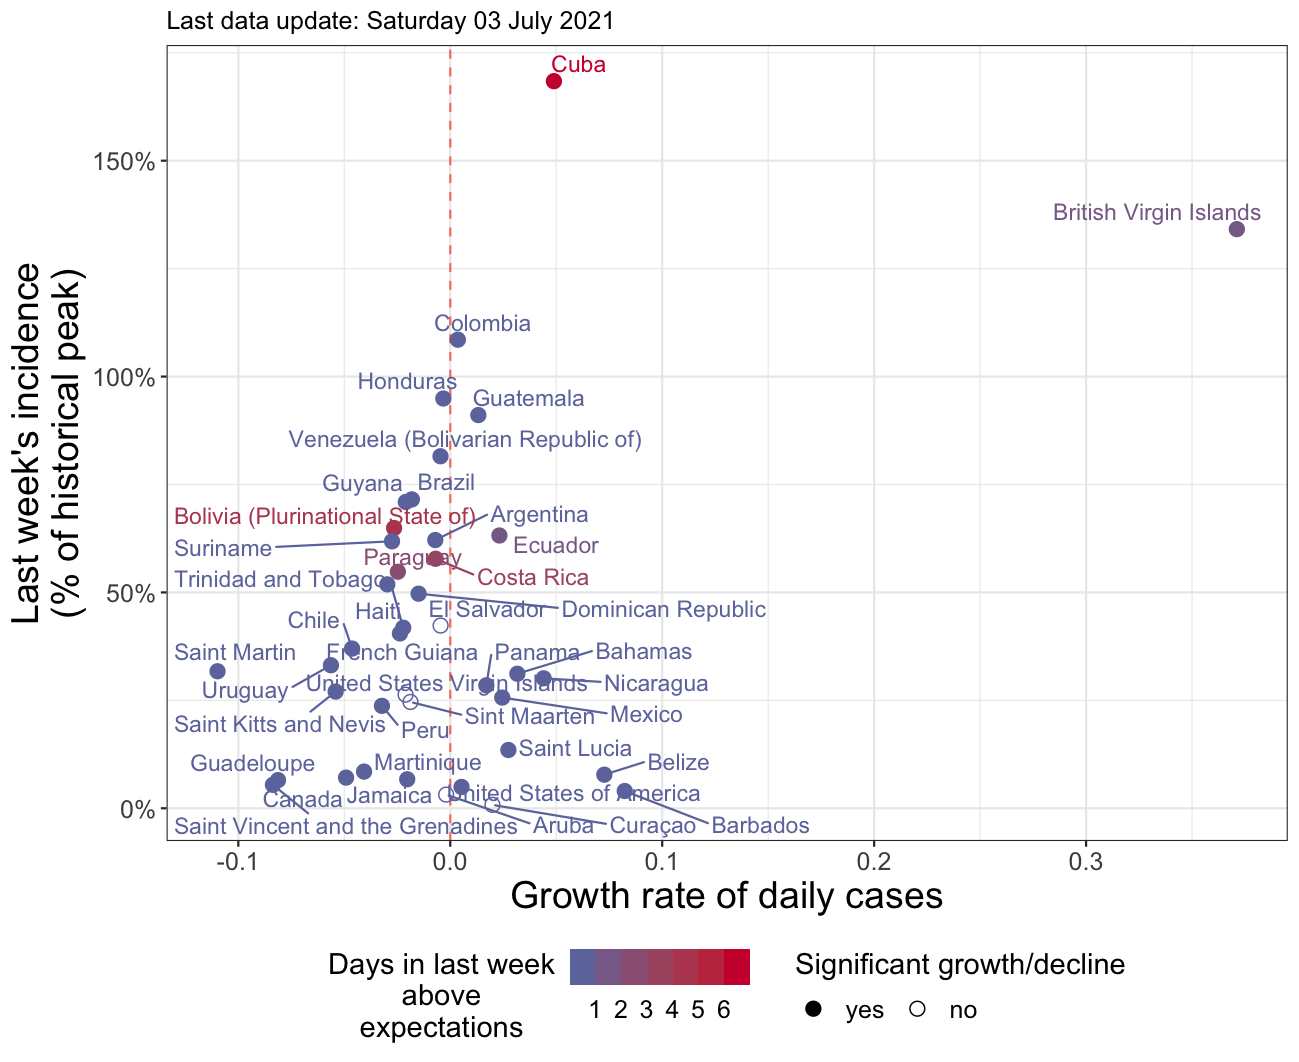 Last data update: Saturday 03 July 2021
Cuba
150%
British Virgin Islands
Colombia
100%
Honduras
Guatemala
Venezuela (Bolivarian Republic of)
Guyana
Brazil
Bolivia (Plurinational State of)
Argentina
Suriname
Ecuador
Paraguay
Costa Rica
Trinidad and Tobago
50%
Haiti
El Salvador
Dominican Republic
Chile
Saint Martin
French Guiana
Panama
Bahamas
Uruguay
United States Virgin Islands
Nicaragua
Saint Kitts and Nevis
Peru
Sint Maarten
Mexico
Saint Lucia
Guadeloupe
Martinique
Belize
Canada
Jamaica
United States of America
0%
Saint Vincent and the Grenadines
Aruba
Curaçao
Barbados
-0.1
0.0
0.1
0.2
0.3
Last week's incidence
(% of historical peak)
Growth rate of daily cases
Days in last week
above
expectations
1 2 3 4 5 6
Significant growth/decline
yes
no